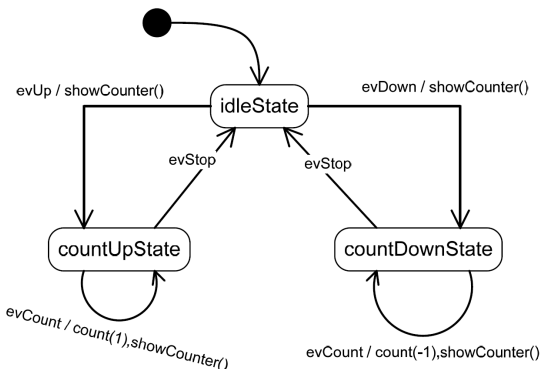 evUp / showCounter()
evDown / showCounter()
idleState
evStop
evStop
countUpState
countDownState
evCount / count(1),showCounter()
evCount / count(-1),showCounter()